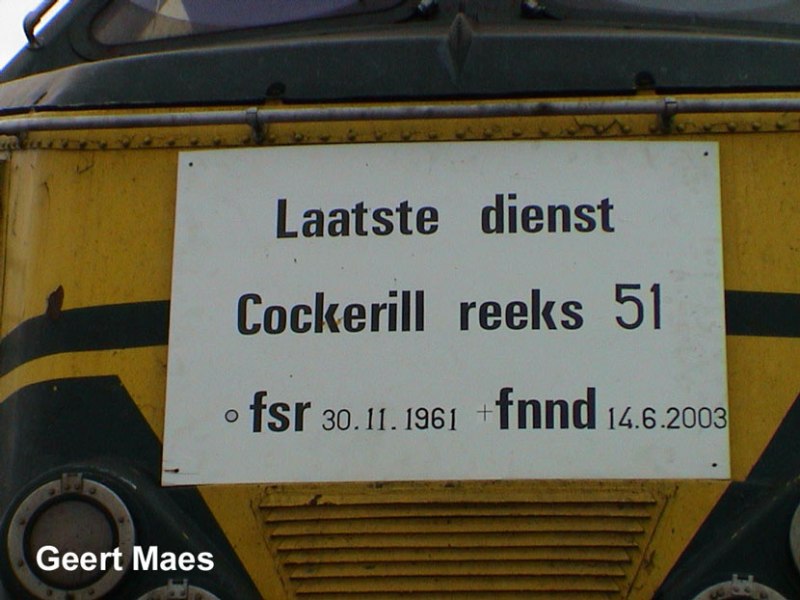 Laatste dienst
Cockerill reeks 51
° fsr 30.11.1961 +fnnd 14.6.2003
Geert Maes